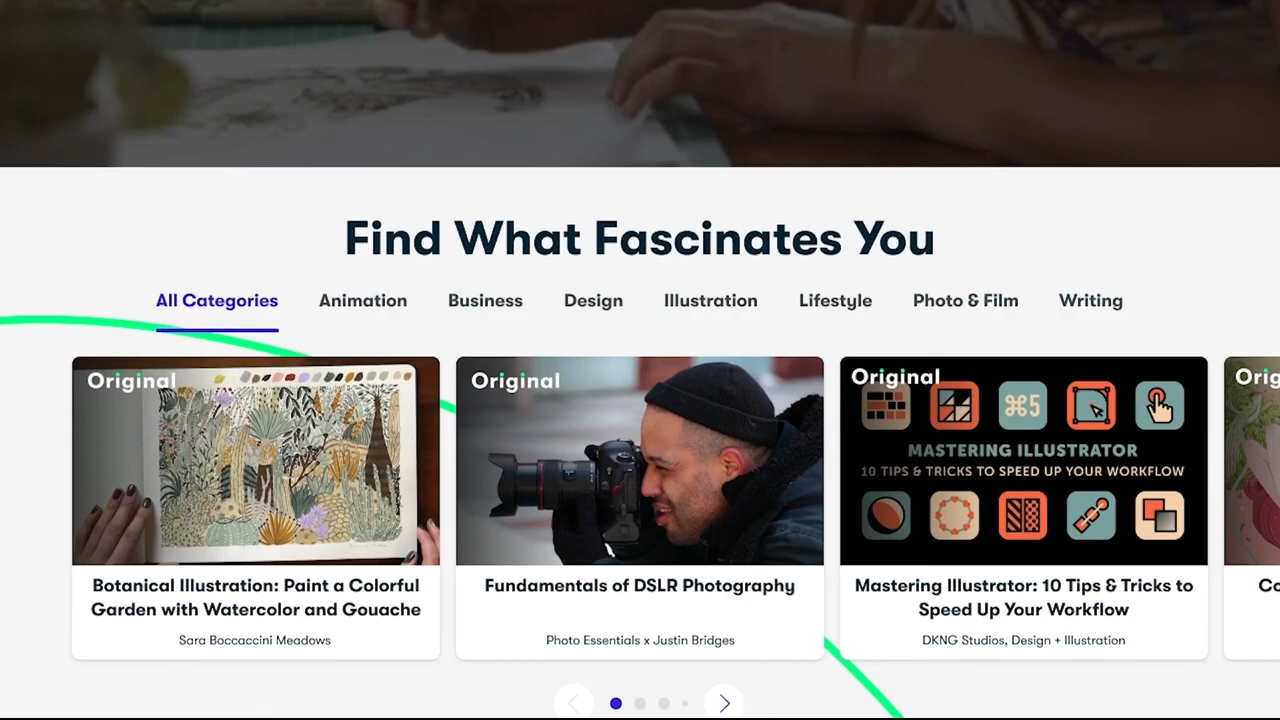 Find What Fascinates You
All Categories Animation Business Design Illustration Lifestyle Photo & Film Writing
Original
Botanical Illustration: Paint a Colorful
Garden with Watercolor and Gouache
Sara Boccaccini Meadows
Original
Fundamentals of DSLR Photography
Photo Essentials x Justin Bridges
Original
⌘5
MASTERING ILLUSTRATOR
10 TIPS & TRICKS TO SPEED UP YOUR WORKFLOW
Mastering Illustrator: 10 Tips & Tricks to
Speed Up Your Workflow
DKNG Studios, Design + Illustration
Orig
Co